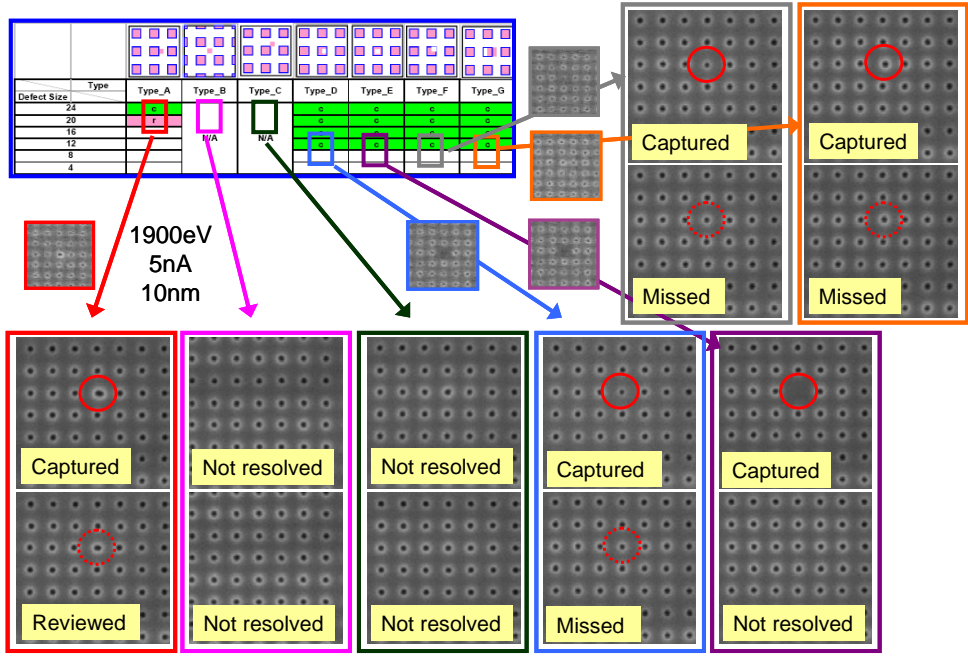 Type
Defect Size
Type_A Type_B Type_C Type_D Type_E Type_F Type_G
24 c c c c c
20 r c c c c
16 c c c c
N/A N/A
12 c c c c
8
4
1900eV
5nA
10nm
Captured Captured
Missed Missed
Captured Not resolved Not resolved Captured Captured
Reviewed Not resolved Not resolved Missed Not resolved